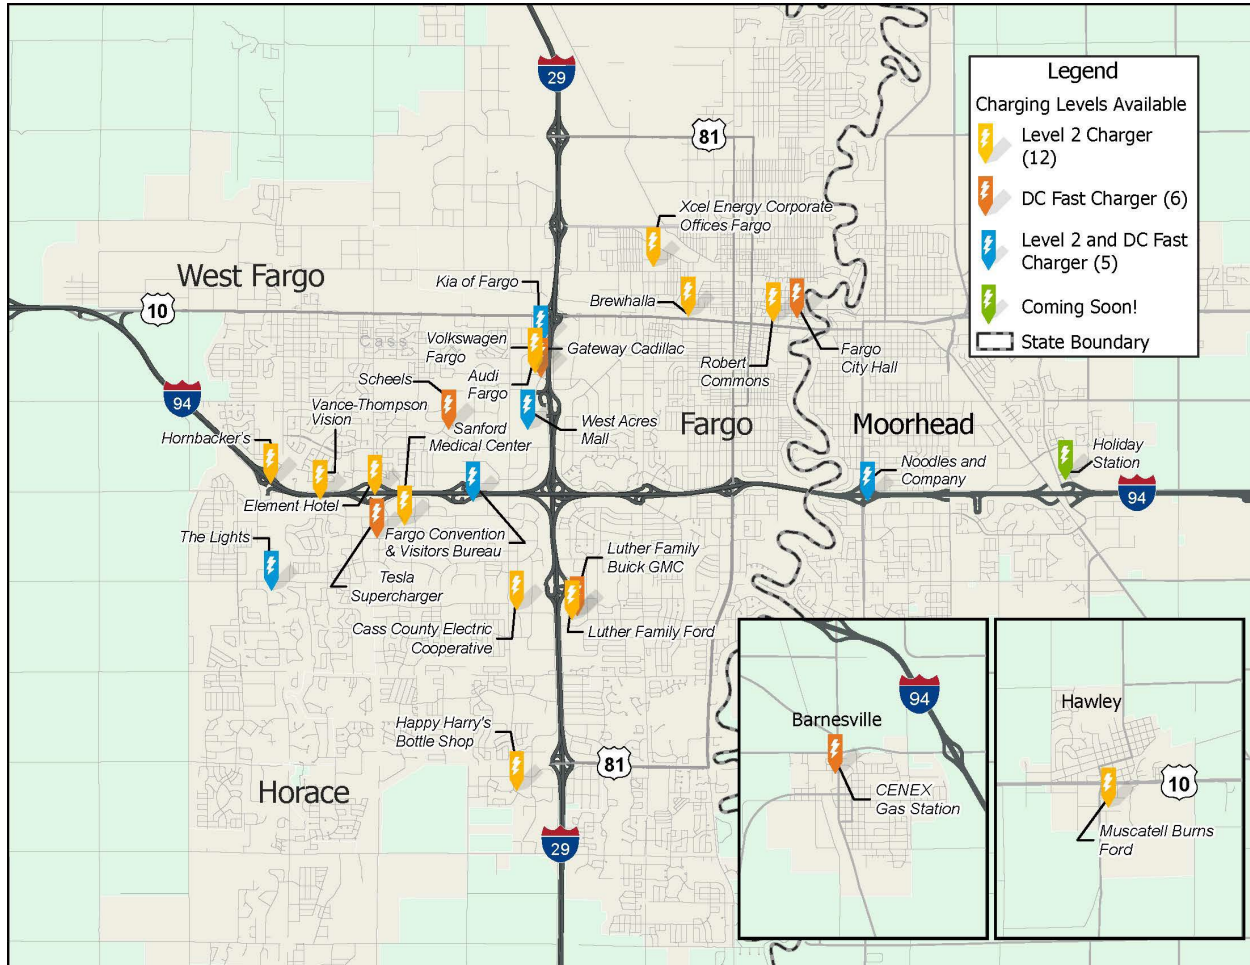 29
81
Legend
Charging Levels Available
Level 2 Charger
(12)
DC Fast Charger (6)
Level 2 and DC Fast
Charger (5)
Coming Soon!
State Boundary
Xcel Energy Corporate
Offices Fargo
West Fargo
10
Kia of Fargo
Brewhalla
Cass
Volkswagen
Fargo
Gateway Cadillac
Audi
Fargo
Robert
Commons
Fargo
City Hall
Scheels
94
Vance-Thompson
Vision
Sanford
Medical Center
West Acres
Mall
Fargo
Moorhead
Hornbacker's
Holiday
Station
Noodles and
Company
94
Element Hotel
Fargo Convention
& Visitors Bureau
The Lights
Tesla
Supercharger
Luther Family
Buick GMC
Cass County Electric
Cooperative
Luther Family Ford
Happy Harry's
Bottle Shop
81
Horace
29
Barnesville
94
CENEX
Gas Station
Hawley
10
Muscatell Burns
Ford